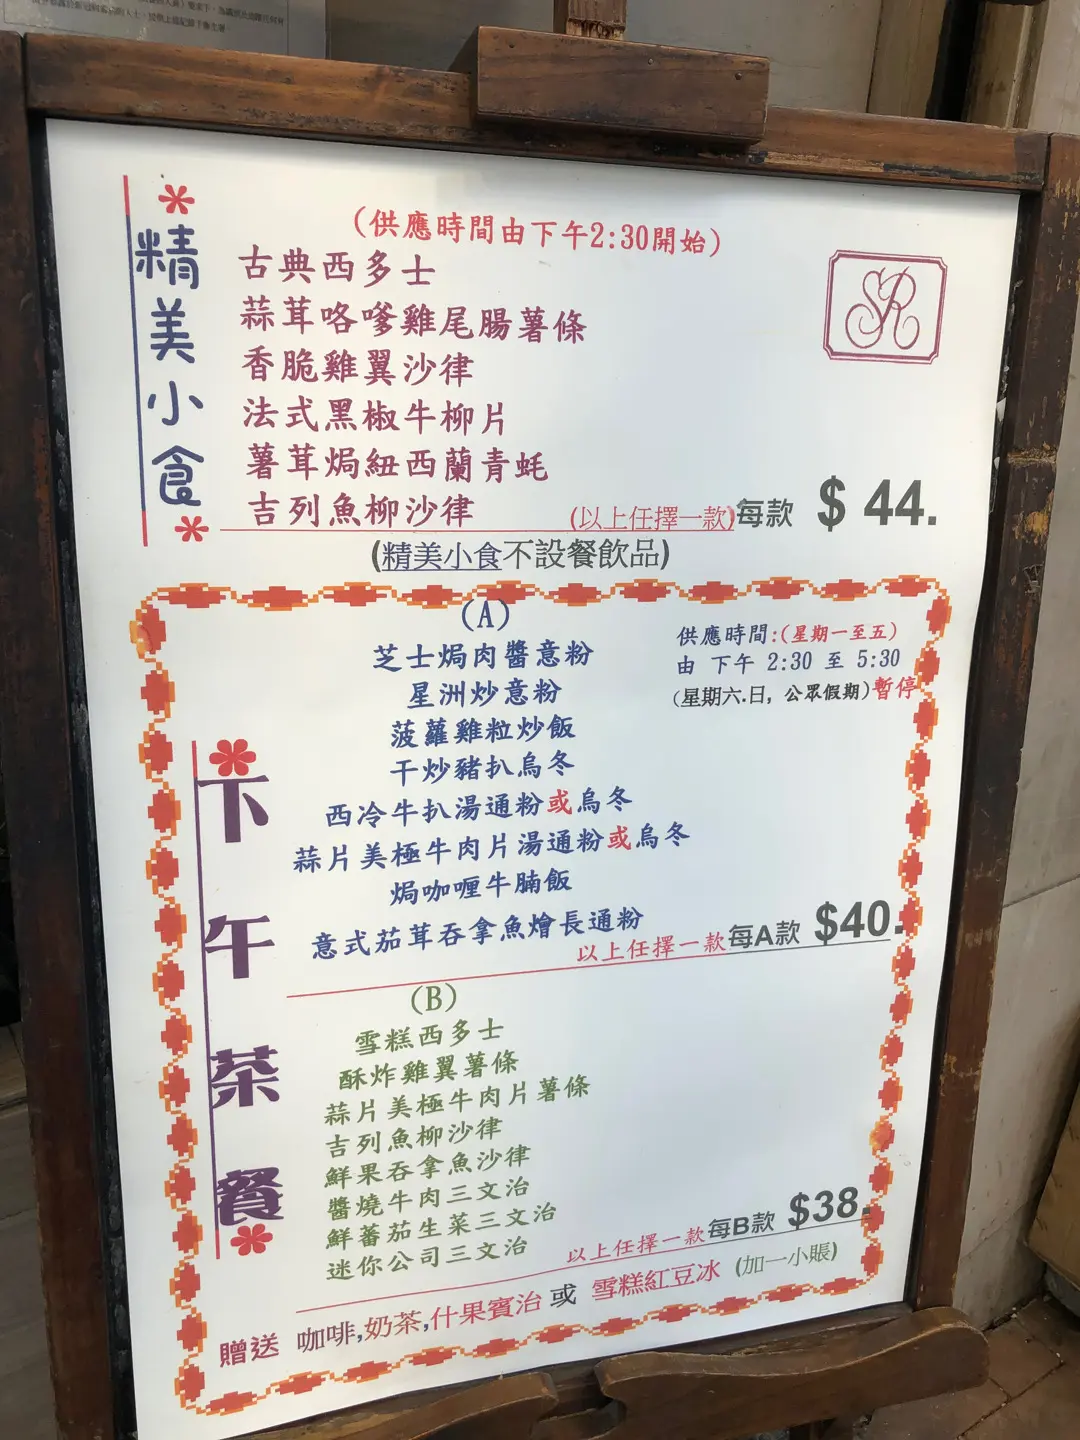 *精美小食*
(供應時間由下午2:30開始)
古典西多士
蒜茸咯嗲雞尾腸薯條
香脆雞翼沙律
法式黑椒牛柳片
薯茸焗紐西蘭青蚝
吉列魚柳沙律
(以上任擇一款)每款 $ 44.
(精美小食不設餐飲品)
SR
下午茶餐
(A)
供應時間:(星期一至五)
由 下午 2:30 至 5:30
(星期六.日, 公眾假期)暫停
芝士焗肉醬意粉
星洲炒意粉
菠蘿雞粒炒飯
干炒豬扒烏冬
西冷牛扒湯通粉或烏冬
蒜片美極牛肉片湯通粉或烏冬
焗咖喱牛腩飯
意式茄茸吞拿魚燴長通粉
以上任擇一款每A款 $40.
(B)
雪糕西多士
酥炸雞翼薯條
蒜片美極牛肉片薯條
吉列魚柳沙律
鮮果吞拿魚沙律
醬燒牛肉三文治
鮮蕃茄生菜三文治
迷你公司三文治
以上任擇一款每B款 $38.
贈送 咖啡,奶茶,什果賓治 或 雪糕紅豆冰 (加一小賬)